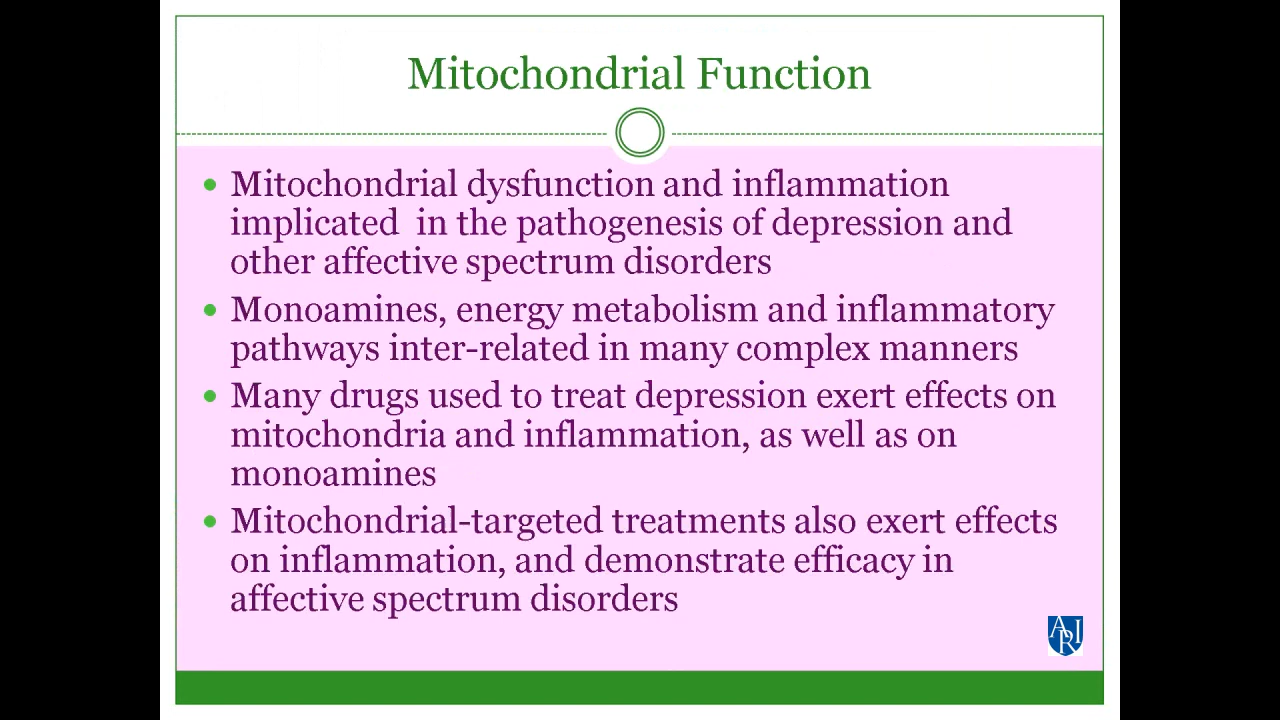 Mitochondrial Function
Mitochondrial dysfunction and inflammation
implicated  in the pathogenesis of depression and
other affective spectrum disorders
Monoamines, energy metabolism and inflammatory
pathways inter-related in many complex manners
Many drugs used to treat depression exert effects on
mitochondria and inflammation, as well as on
monoamines
Mitochondrial-targeted treatments also exert effects
on inflammation, and demonstrate efficacy in
affective spectrum disorders
ARI